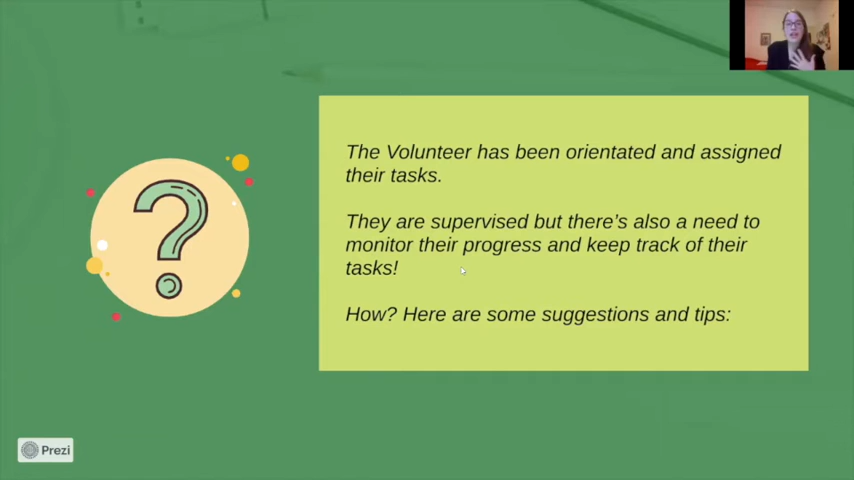 The Volunteer has been orientated and assigned
their tasks.
They are supervised but there's also a need to
monitor their progress and keep track of their
tasks!
How? Here are some suggestions and tips:
Prezi